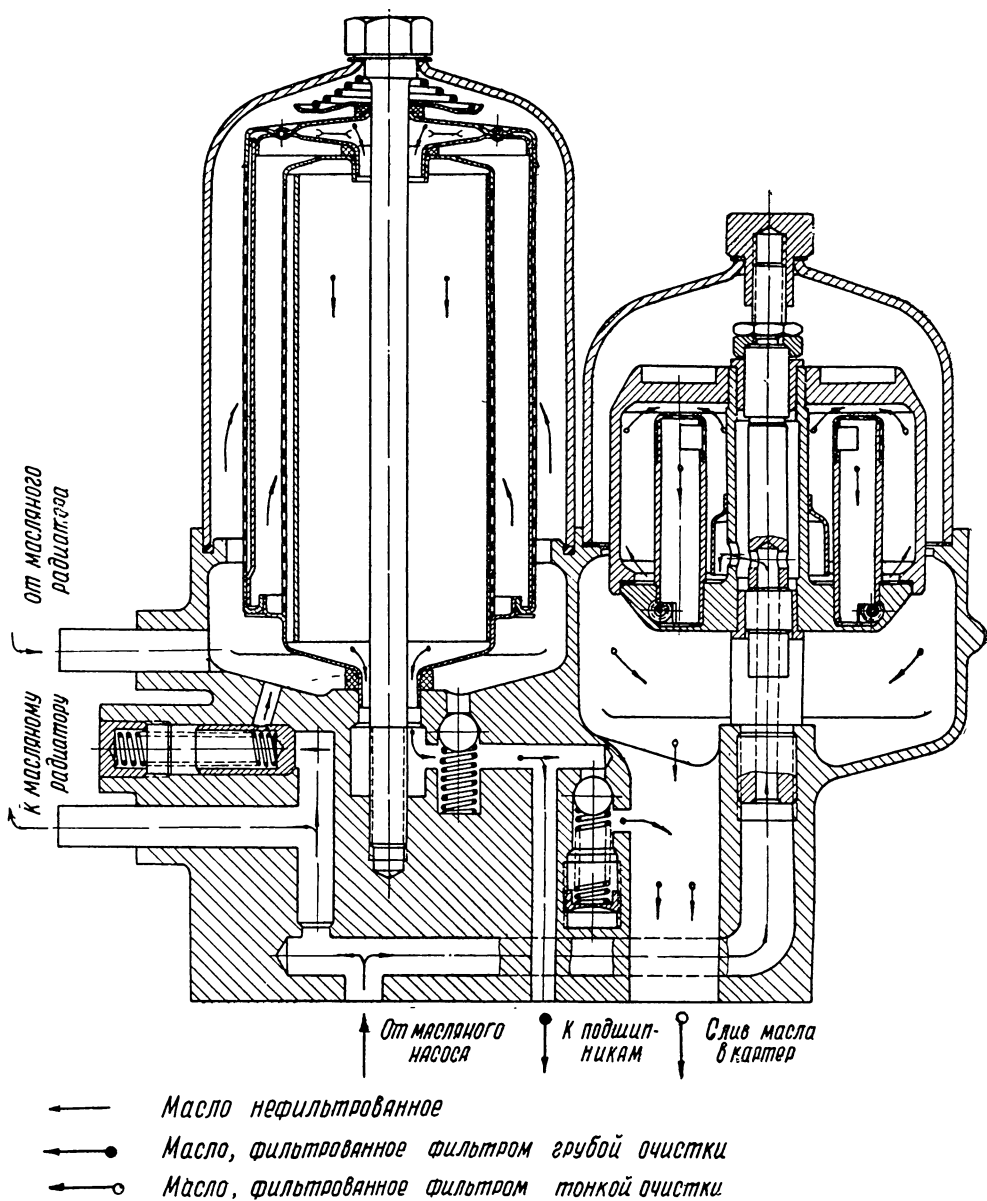 От масляного
радиатора
К масляному
радиатору
От масляного
насоса
К подшип-
никам
Слив масла
в картер
Масло нефильтрованное
Масло, фильтрованное фильтром грубой очистки
Масло, фильтрованное фильтром тонкой очистки